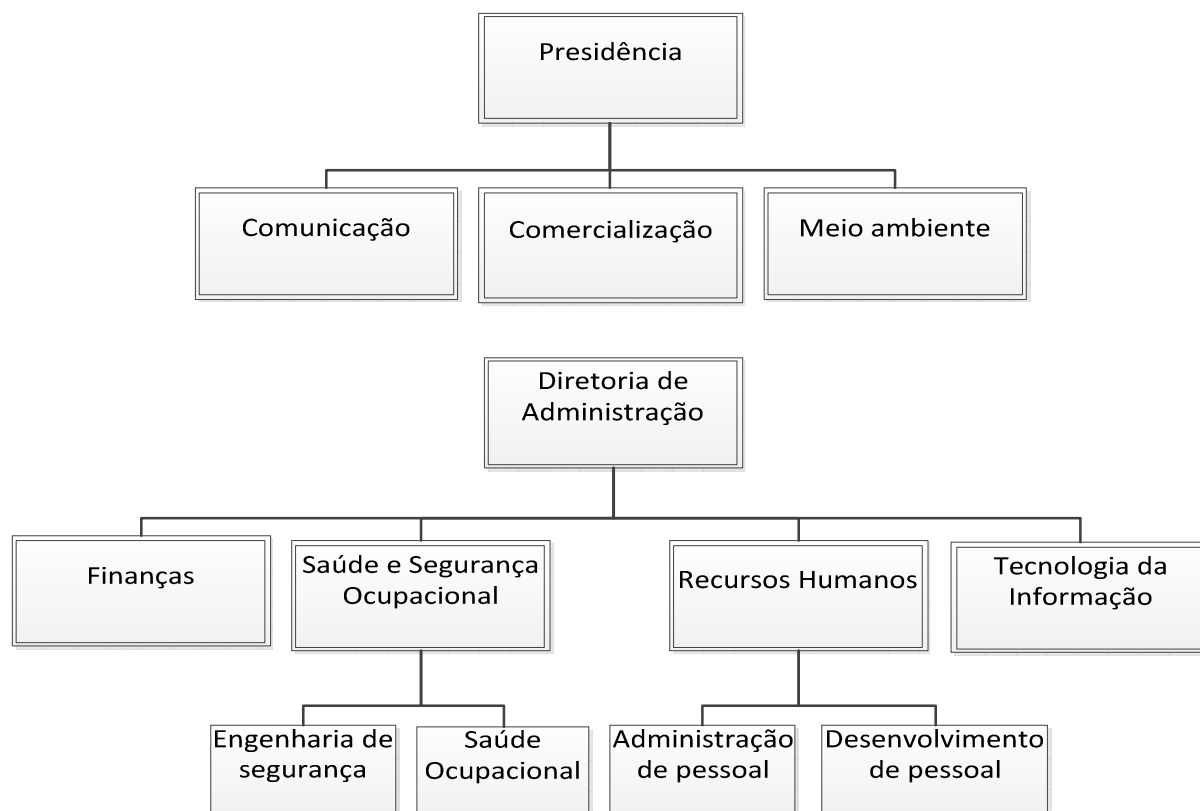 Presidência
Comunicação
Comercialização
Meio ambiente
Diretoria de
Administração
Finanças
Saúde e Segurança
Ocupacional
Recursos Humanos
Tecnologia da
Informação
Engenharia de
segurança
Saúde
Ocupacional
Administração
de pessoal
Desenvolvimento
de pessoal